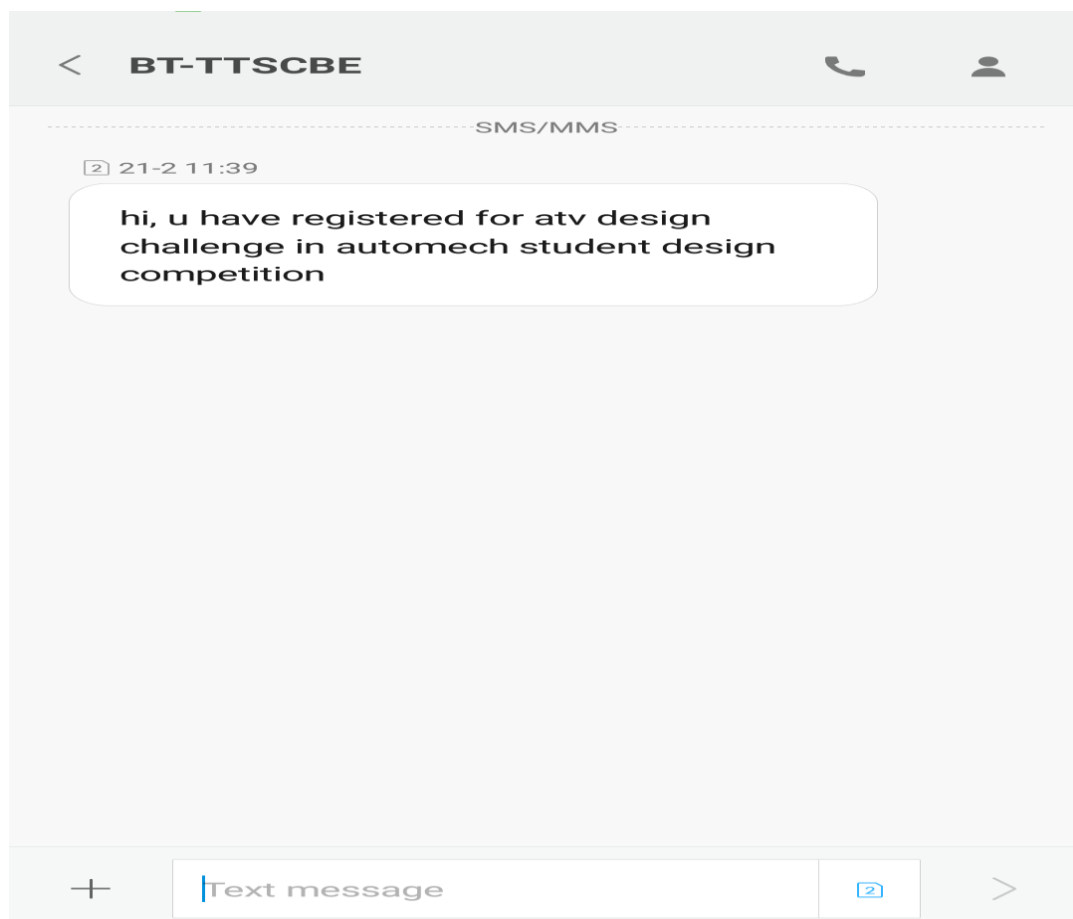 BT-TTSCBE
SMS/MMS
2 21-2 11:39
hi, u have registered for atv design
challenge in automech student design
competition
Text message
2